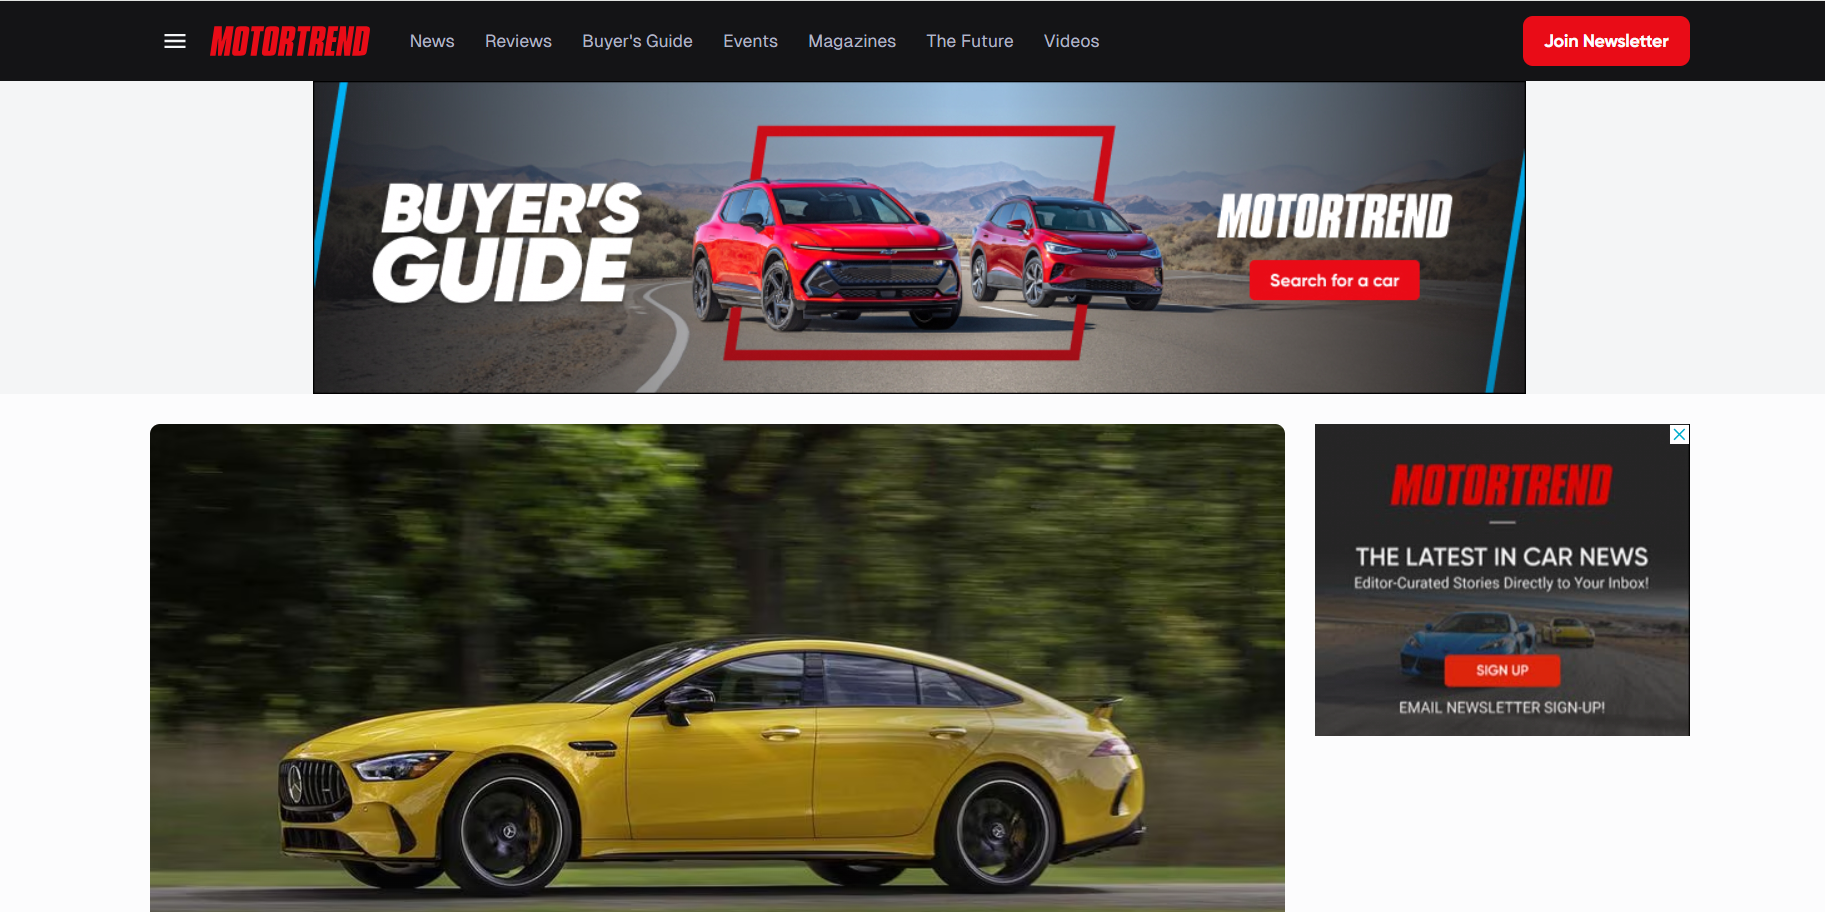 MOTORTREND
News
Reviews
Buyer's Guide
Events
Magazines
The Future
Videos
Join Newsletter
BUYER'S
GUIDE
MOTORTREND
Search for a car
MOTORTREND
THE LATEST IN CAR NEWS
Editor-Curated Stories Directly to Your Inbox!
SIGN UP
EMAIL NEWSLETTER SIGN-UP!